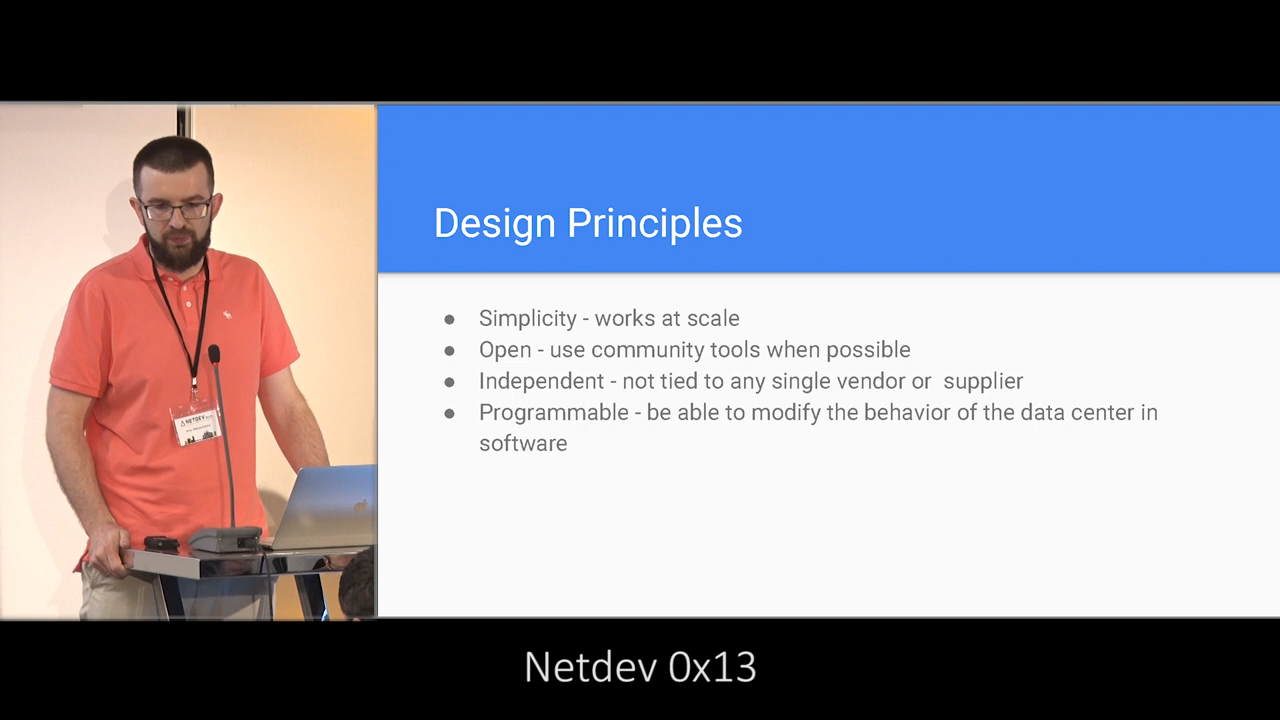 Design Principles
Simplicity - works at scale
Open - use community tools when possible
Independent - not tied to any single vendor or  supplier
Programmable - be able to modify the behavior of the data center in
software
NETDEV
Netdev 0x13